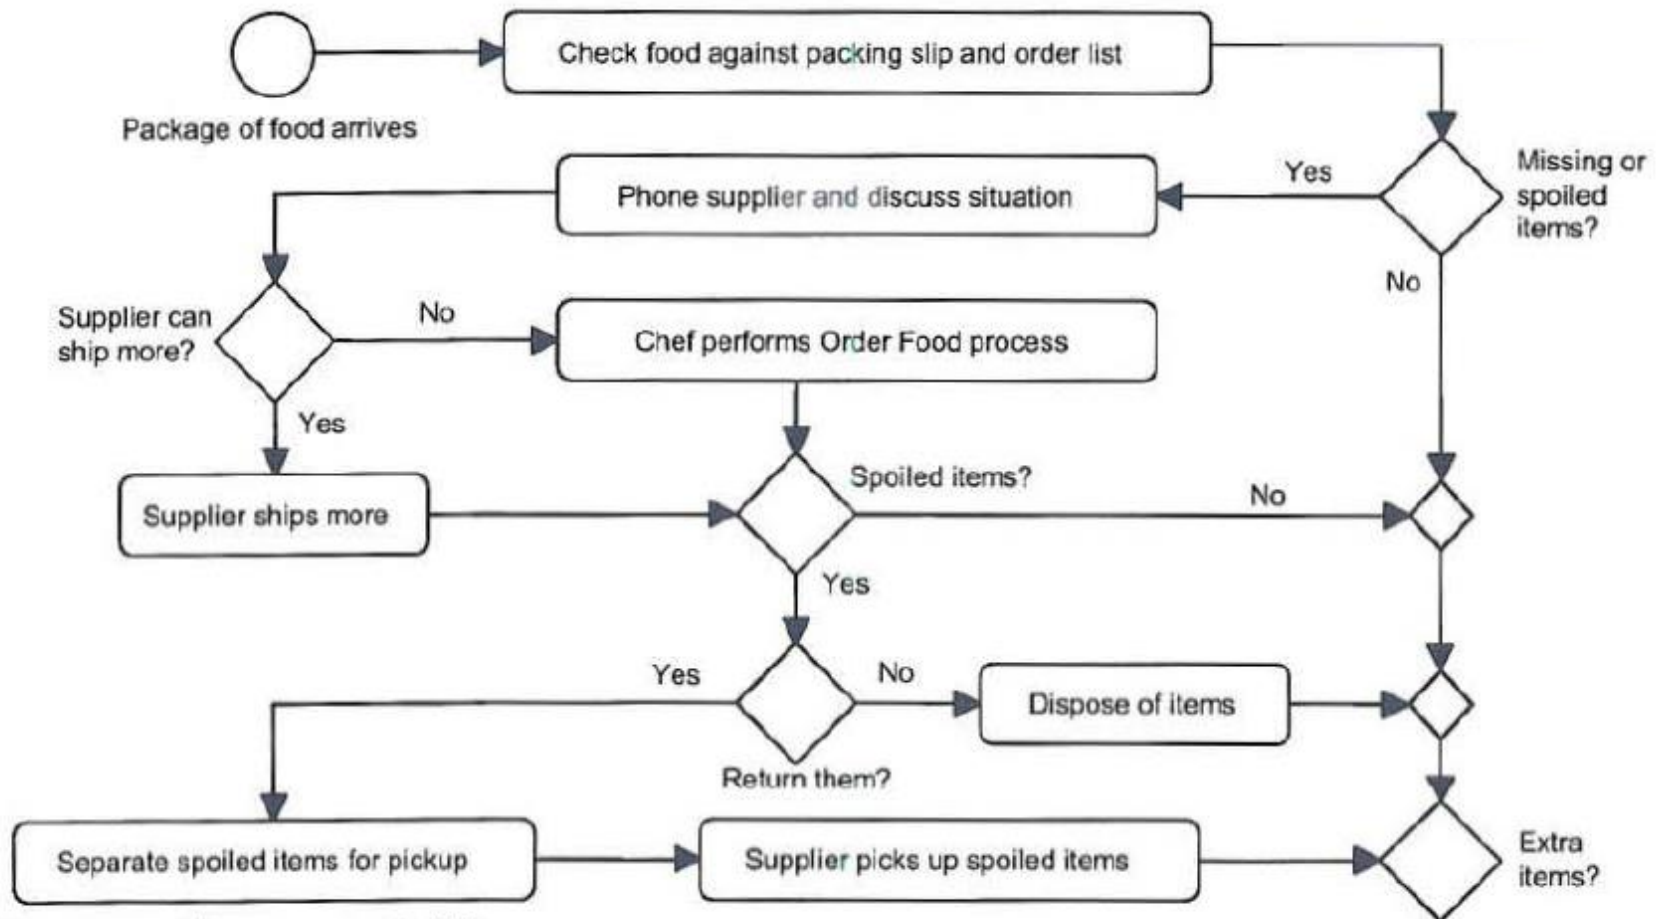 Check food against packing slip and order list
Package of food arrives
Phone supplier and discuss situation
Yes
Missing or
spoiled
items?
No
Supplier can
ship more?
No
Chef performs Order Food process
Yes
Supplier ships more
Spoiled items?
No
Yes
Yes
No
Dispose of items
Return them?
Separate spoiled items for pickup
Supplier picks up spoiled items
Extra
items?